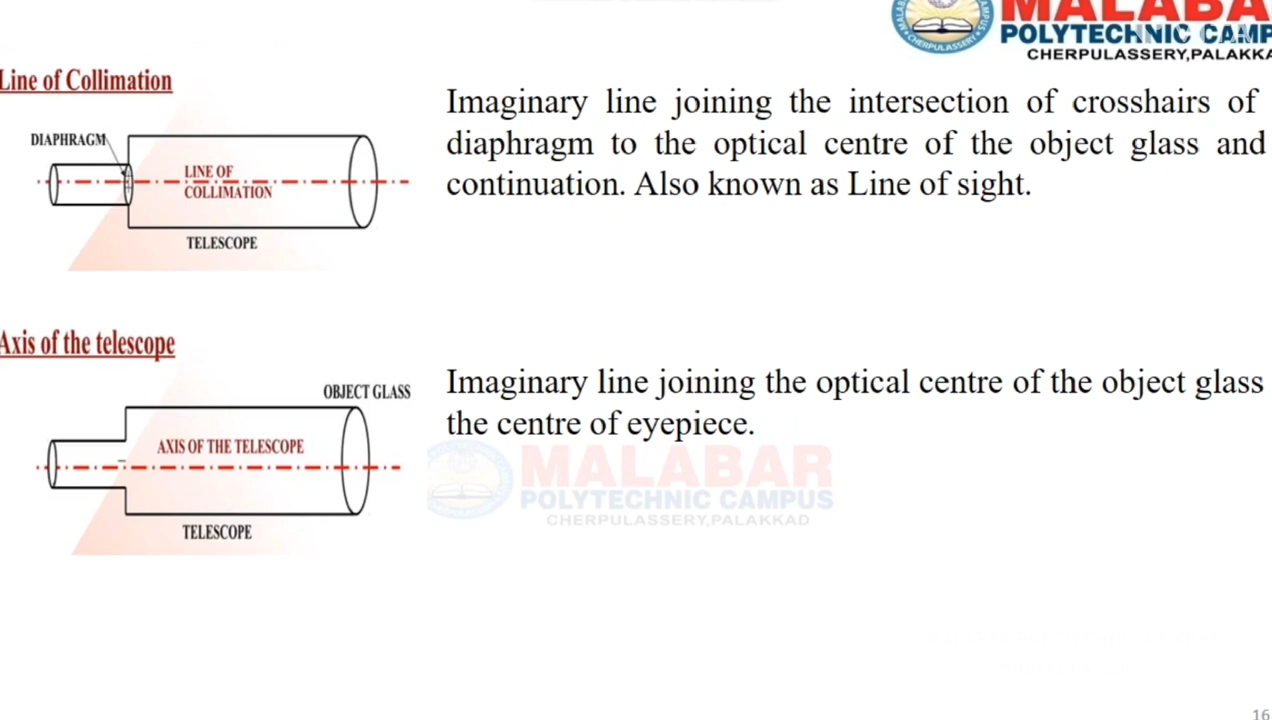 MALABAR
POLYTECHNIC CAMP
CHERPULASSERY,PALAKKA
Line of Collimation
DIAPHRAGM
LINE OF
COLLIMATION
TELESCOPE
Imaginary line joining the intersection of crosshairs of
diaphragm to the optical centre of the object glass and
continuation. Also known as Line of sight.
Axis of the telescope
OBJECT GLASS
AXIS OF THE TELESCOPE
TELESCOPE
Imaginary line joining the optical centre of the object glass
the centre of eyepiece.
MALABAR
POLYTECHNIC CAMPUS
CHERPULASSERY,PALAKKAD
16